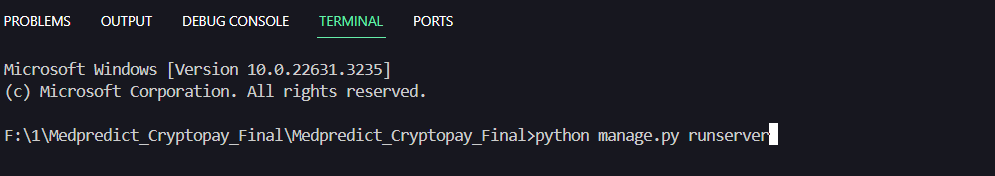 PROBLEMS OUTPUT DEBUG CONSOLE TERMINAL PORTS
Microsoft Windows [Version 10.0.22631.3235]
(c) Microsoft Corporation. All rights reserved.
F:\1\Medpredict_Cryptopay_Final\Medpredict_Cryptopay_Final>python manage.py runserver